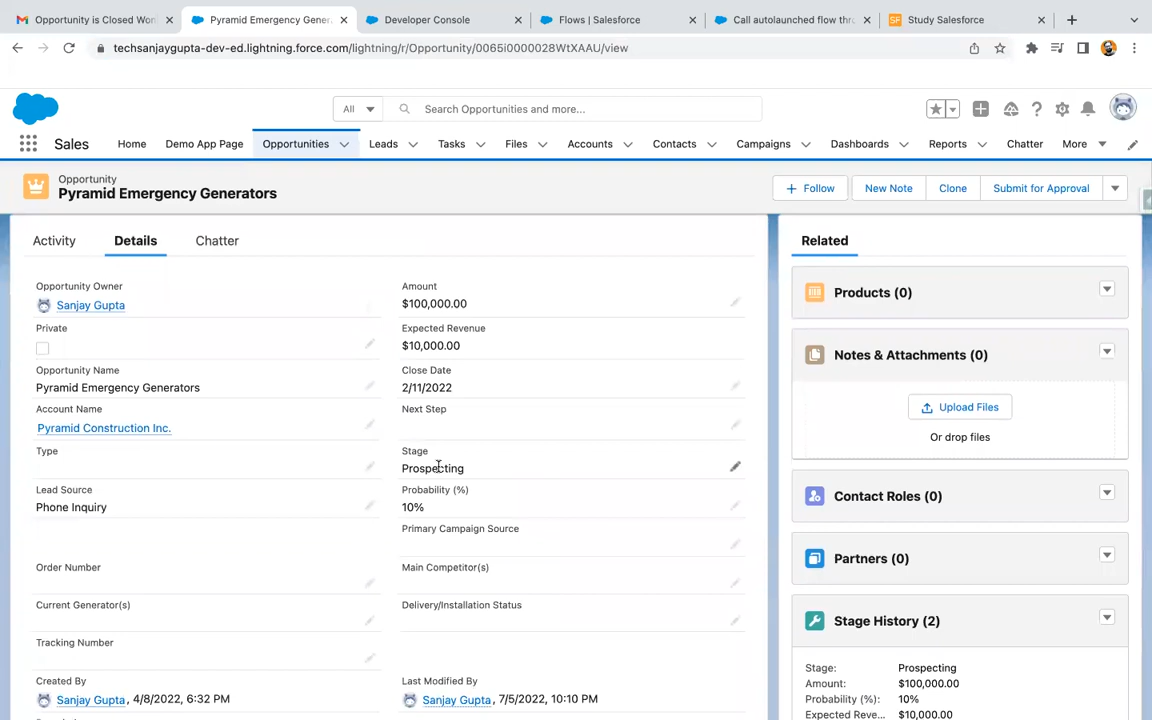 Opportunity is Closed Won
Pyramid Emergency Gener
Developer Console
Flows | Salesforce
Call autolaunched flow thr
Study Salesforce
techsanjaygupta-dev-ed.lightning.force.com/lightning/r/Opportunity/0065i0000028WtXAAU/view
All
Search Opportunities and more...
Sales
Home
Demo App Page
Opportunities
Leads
Tasks
Files
Accounts
Contacts
Campaigns
Dashboards
Reports
Chatter
More
Opportunity
Pyramid Emergency Generators
Follow
New Note
Clone
Submit for Approval
Activity
Details
Chatter
Opportunity Owner
Sanjay Gupta
Private
Opportunity Name
Pyramid Emergency Generators
Account Name
Pyramid Construction Inc.
Type
Lead Source
Phone Inquiry
Order Number
Current Generator(s)
Tracking Number
Created By
Sanjay Gupta, 4/8/2022, 6:32 PM
Amount
$100,000.00
Expected Revenue
$10,000.00
Close Date
2/11/2022
Next Step
Stage
Prospecting
Probability (%)
10%
Primary Campaign Source
Main Competitor(s)
Delivery/Installation Status
Last Modified By
Sanjay Gupta, 7/5/2022, 10:10 PM
Related
Products (0)
Notes & Attachments (0)
Upload Files
Or drop files
Contact Roles (0)
Partners (0)
Stage History (2)
Stage: Prospecting
Amount: $100,000.00
Probability (%): 10%
Expected Reve... $10,000.00